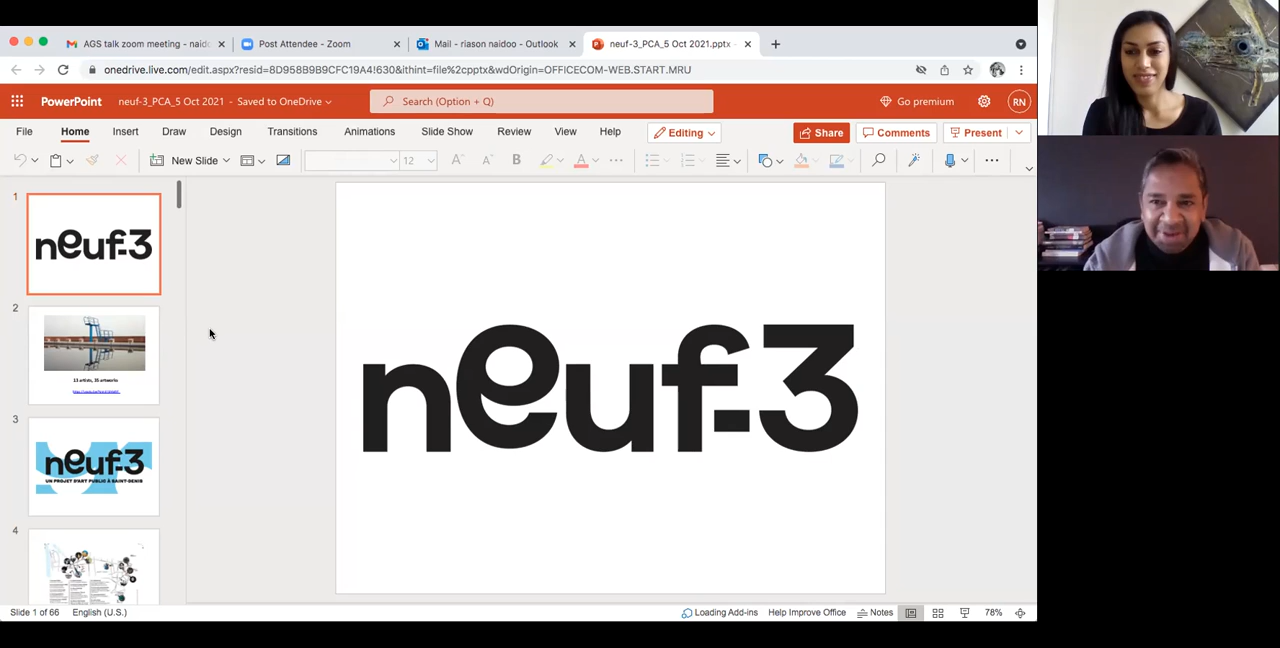 AGS talk zoom meeting - naido
Post Attendee - Zoom
Mail - riason naidoo - Outlook
neuf-3_PCA_5 Oct 2021.pptx -
onedrive.live.com/edit.aspx?resid=8D958B9B9CFC19A4!630&ithint=file%2cpptx&wdOrigin=OFFICECOM-WEB.START.MRU
PowerPoint
neuf-3_PCA_5 Oct 2021 - Saved to OneDrive
Search (Option + Q)
Go premium
RN
File Home Insert Draw Design Transitions Animations Slide Show Review View Help
Editing
Share
Comments
Present
New Slide
12
B
A
1
neuf-3
2
13 artists, 35 artworks
3
neuf-3
UN PROJET D'ART PUBLIC À SAINT-DENIS
4
neuf-3
Slide 1 of 66
English (U.S.)
Loading Add-ins
Help Improve Office
Notes
78%